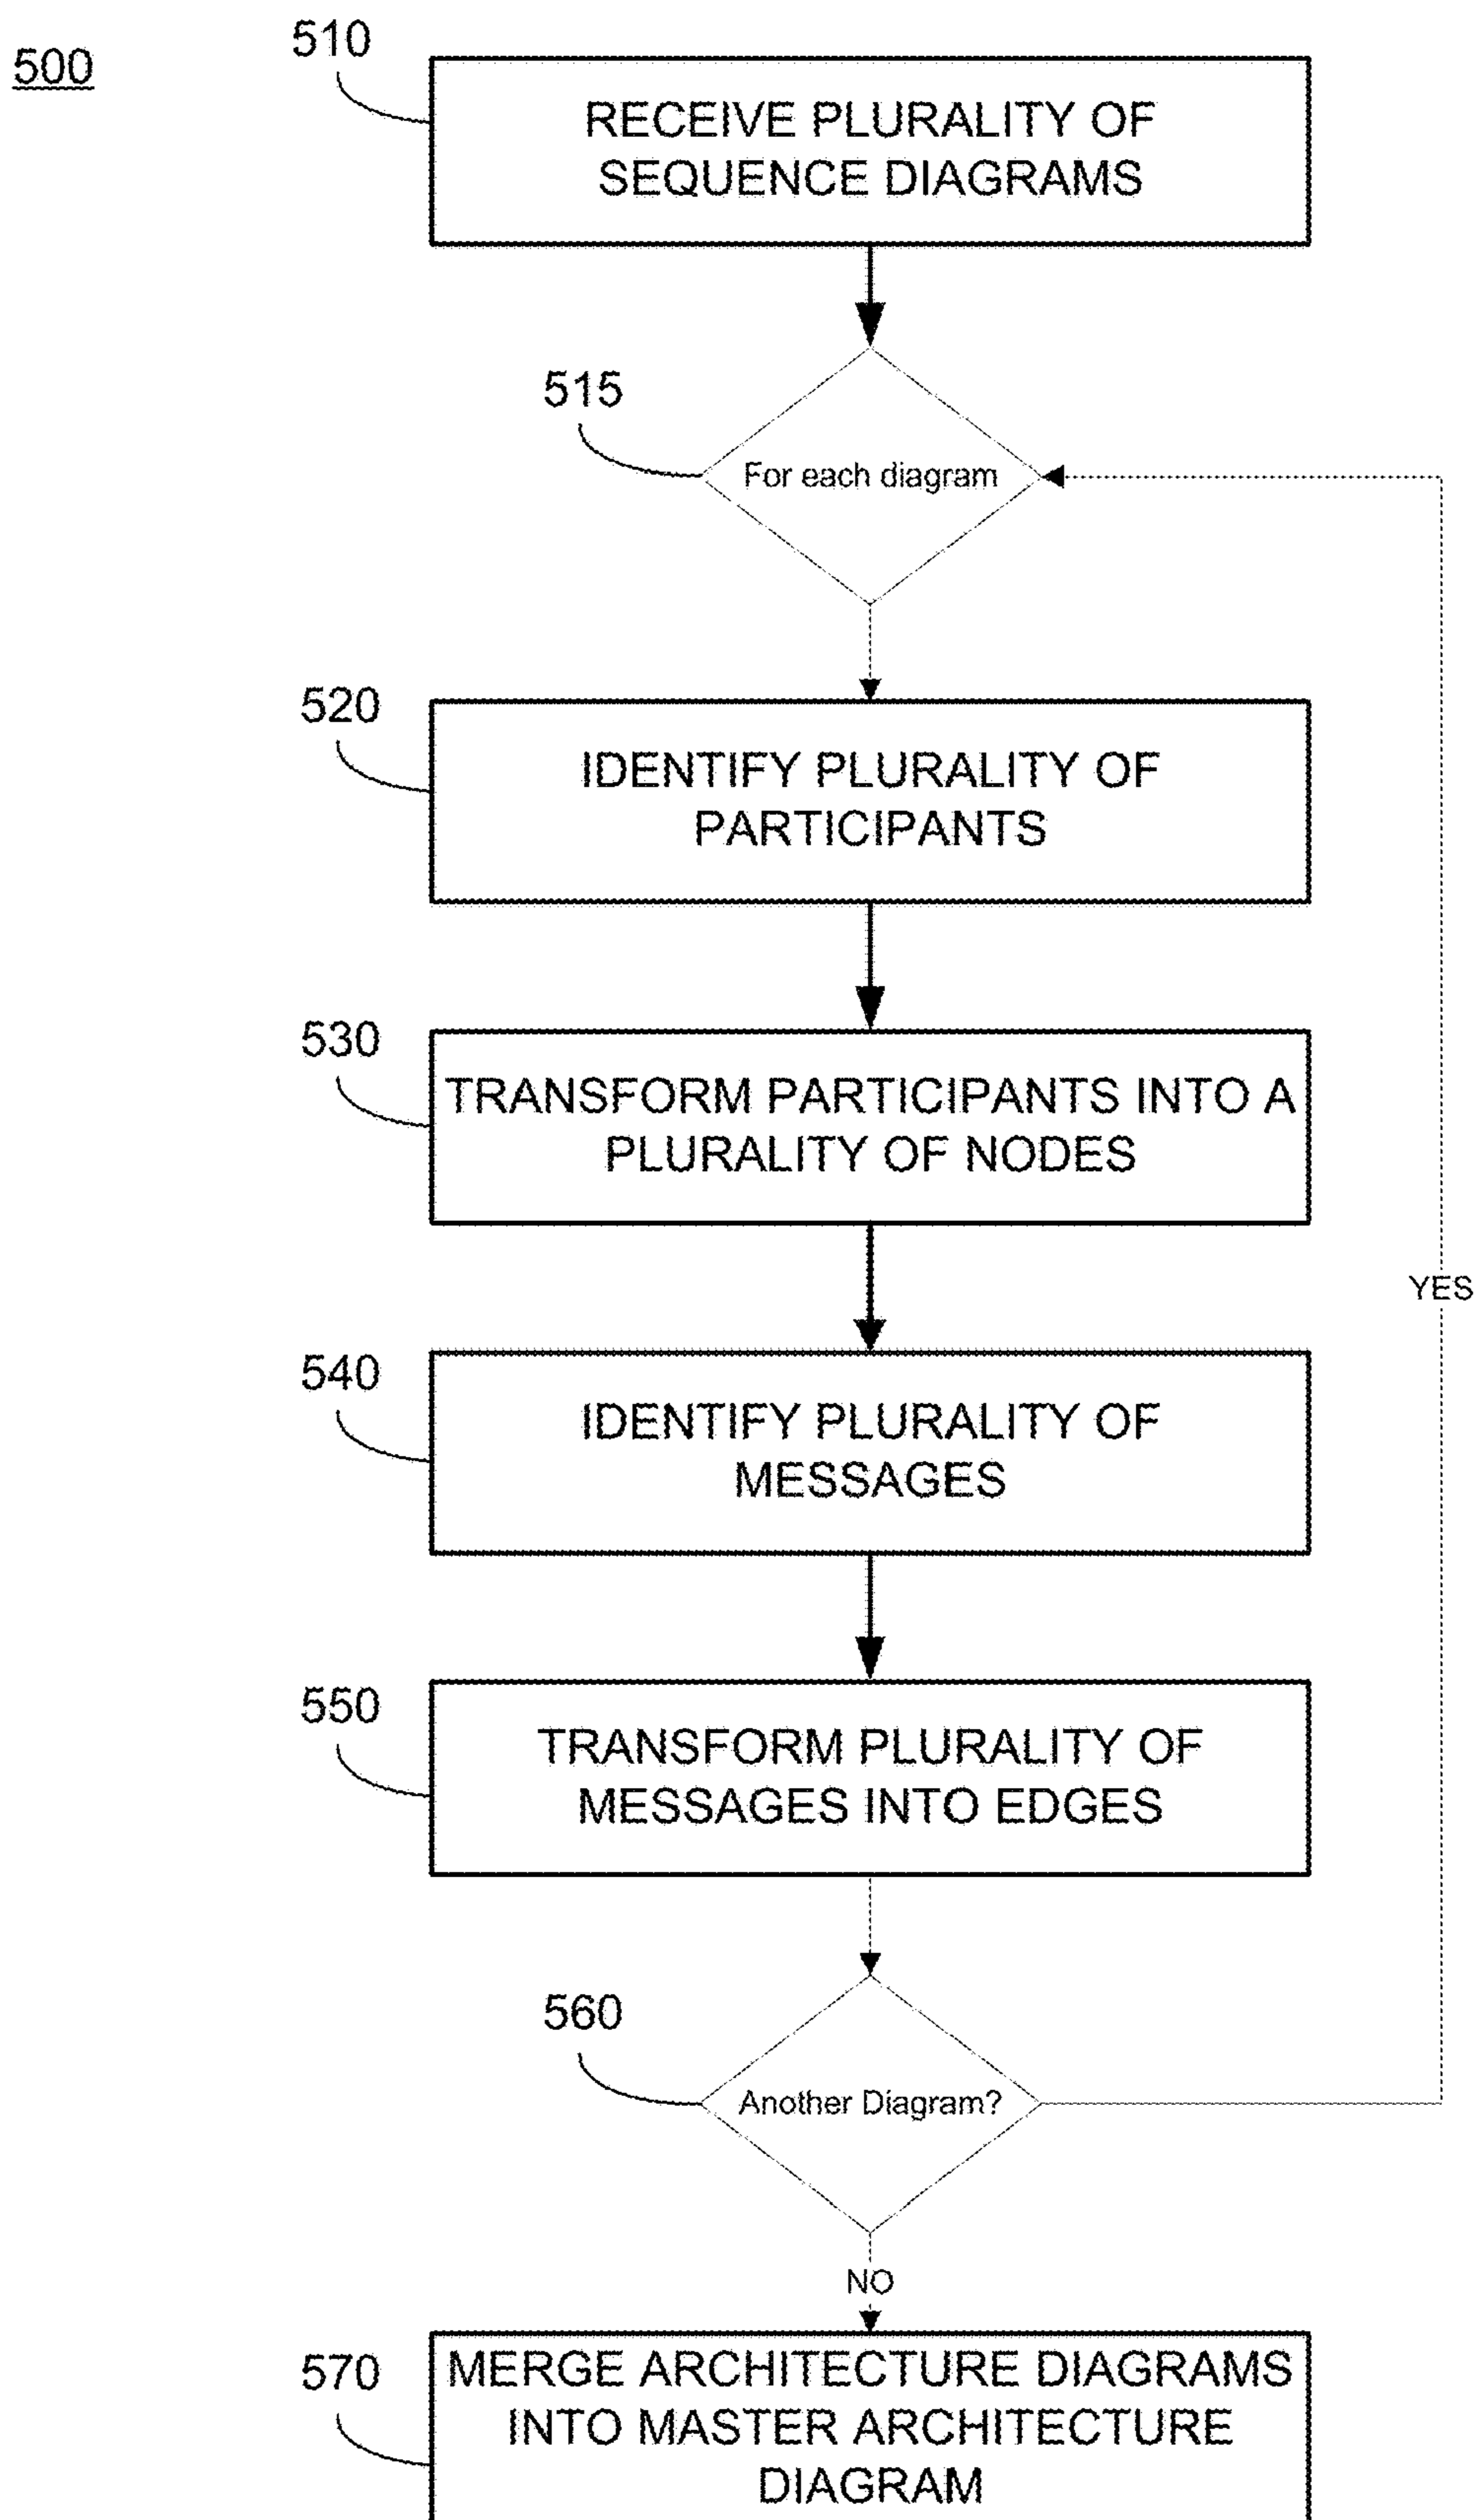 500
510
RECEIVE PLURALITY OF
SEQUENCE DIAGRAMS
515
For each diagram
520
IDENTIFY PLURALITY OF
PARTICIPANTS
530
TRANSFORM PARTICIPANTS INTO A
PLURALITY OF NODES
YES
540
IDENTIFY PLURALITY OF
MESSAGES
550
TRANSFORM PLURALITY OF
MESSAGES INTO EDGES
560
Another Diagram?
NO
570
MERGE ARCHITECTURE DIAGRAMS
INTO MASTER ARCHITECTURE
DIAGRAM